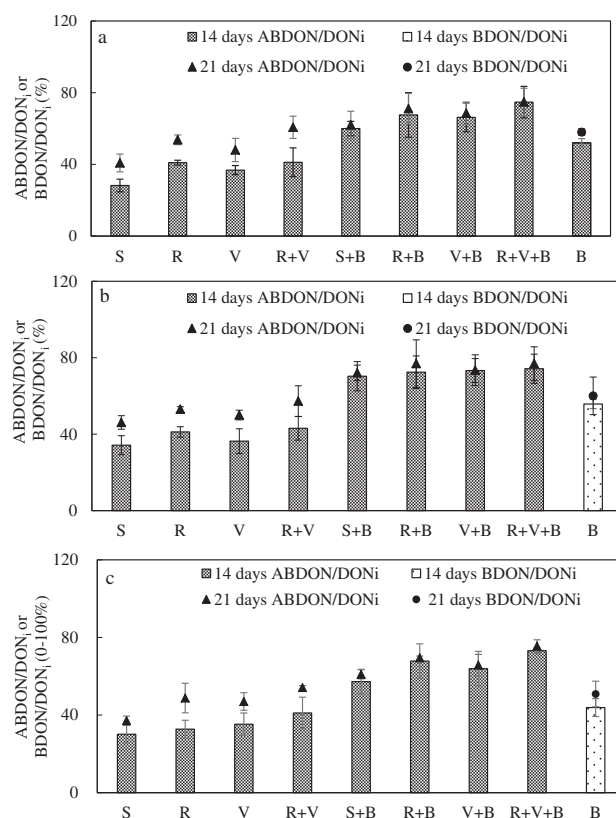 120
80
40
0
ABDON/DONi or
BDON/DONi (%)
a
14 days ABDON/DONi
14 days BDON/DONi
21 days ABDON/DONi
21 days BDON/DONi
S R V R+V S+B R+B V+B R+V+B B
120
80
40
0
ABDON/DONi or
BDON/DONi (%)
b
14 days ABDON/DONi
14 days BDON/DONi
21 days ABDON/DONi
21 days BDON/DONi
S R V R+V S+B R+B V+B R+V+B B
120
80
40
0
ABDON/DONi or
BDON/DONi (0-100%)
c
14 days ABDON/DONi
14 days BDON/DONi
21 days ABDON/DONi
21 days BDON/DONi
S R V R+V S+B R+B V+B R+V+B B